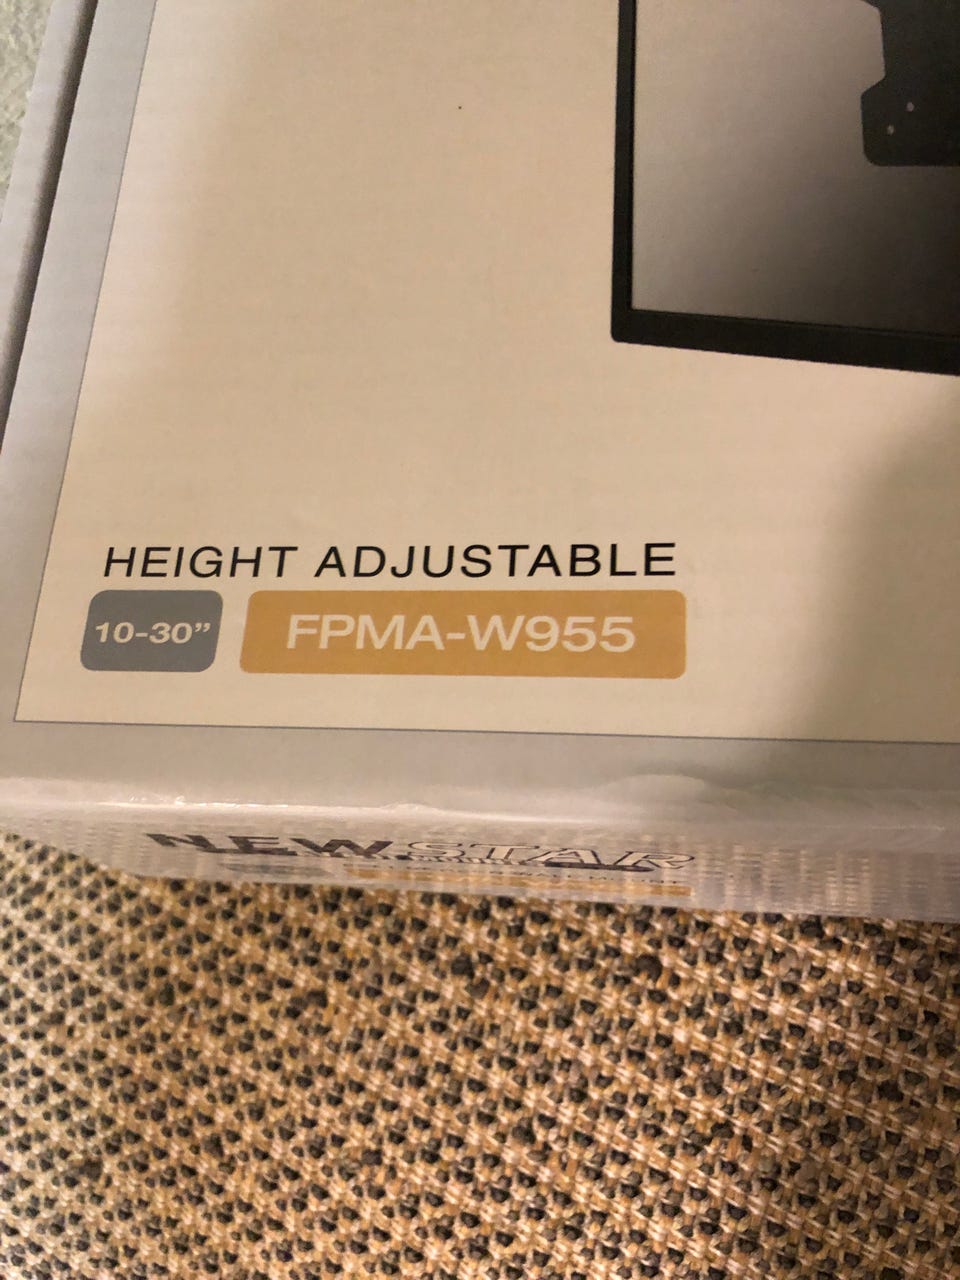 HEIGHT ADJUSTABLE
10-30”
FPMA-W955
NEWSTAR